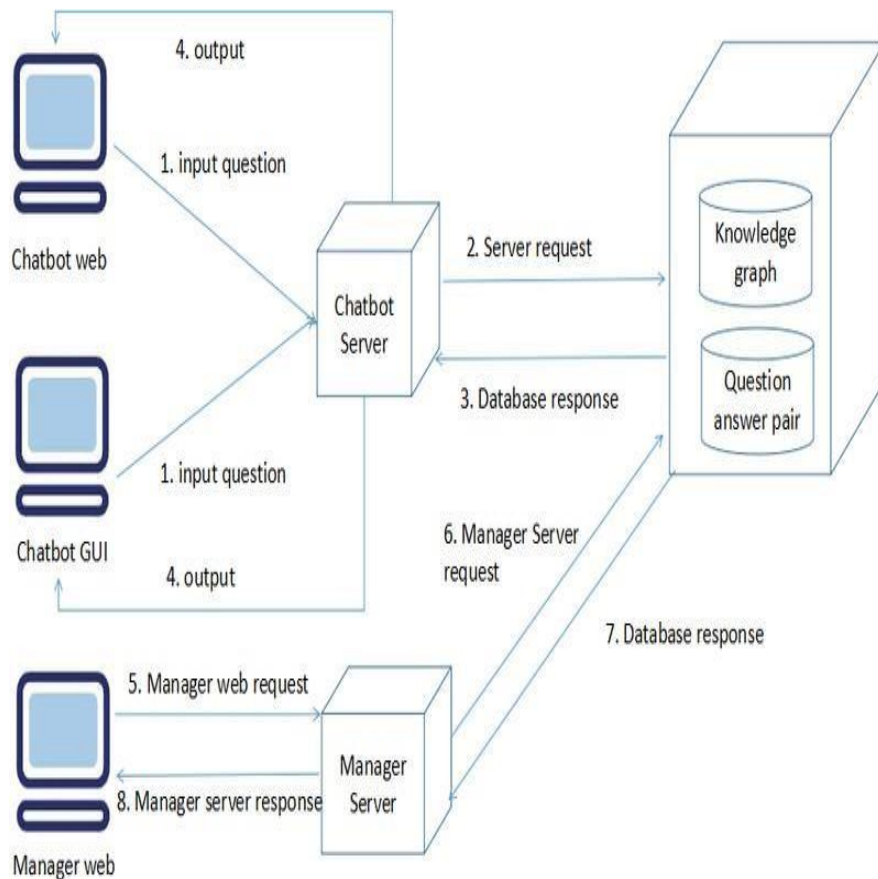 4. output
1. input question
Chatbot web
2. Server request
Knowledge
graph
Chatbot
Server
3. Database response
Question
answer pair
1. input question
Chatbot GUI
4. output
6. Manager Server
request
7. Database response
5. Manager web request
Manager
Server
8. Manager server response
Manager web